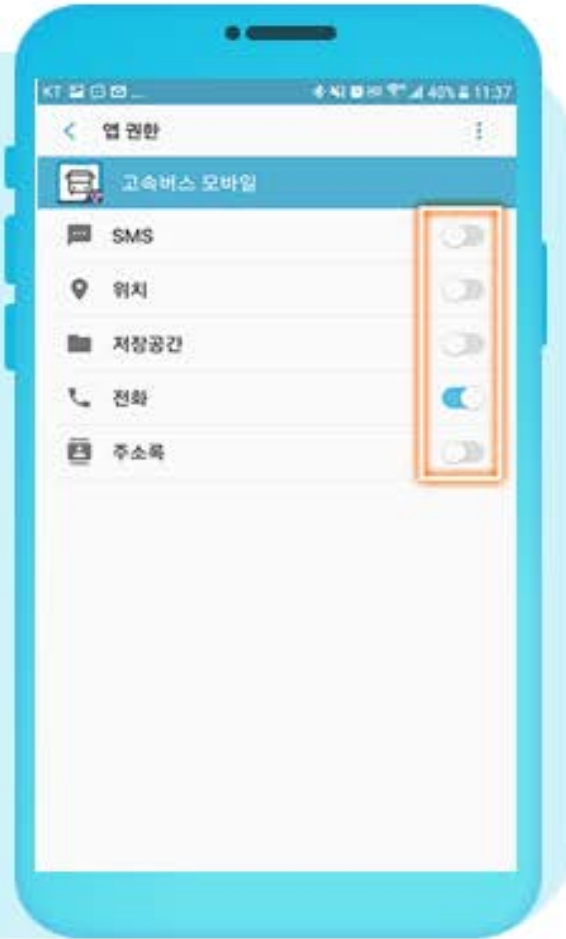 KT ... 40% 11:37
앱 권한
고속버스 모바일
SMS
위치
저장공간
전화
주소록